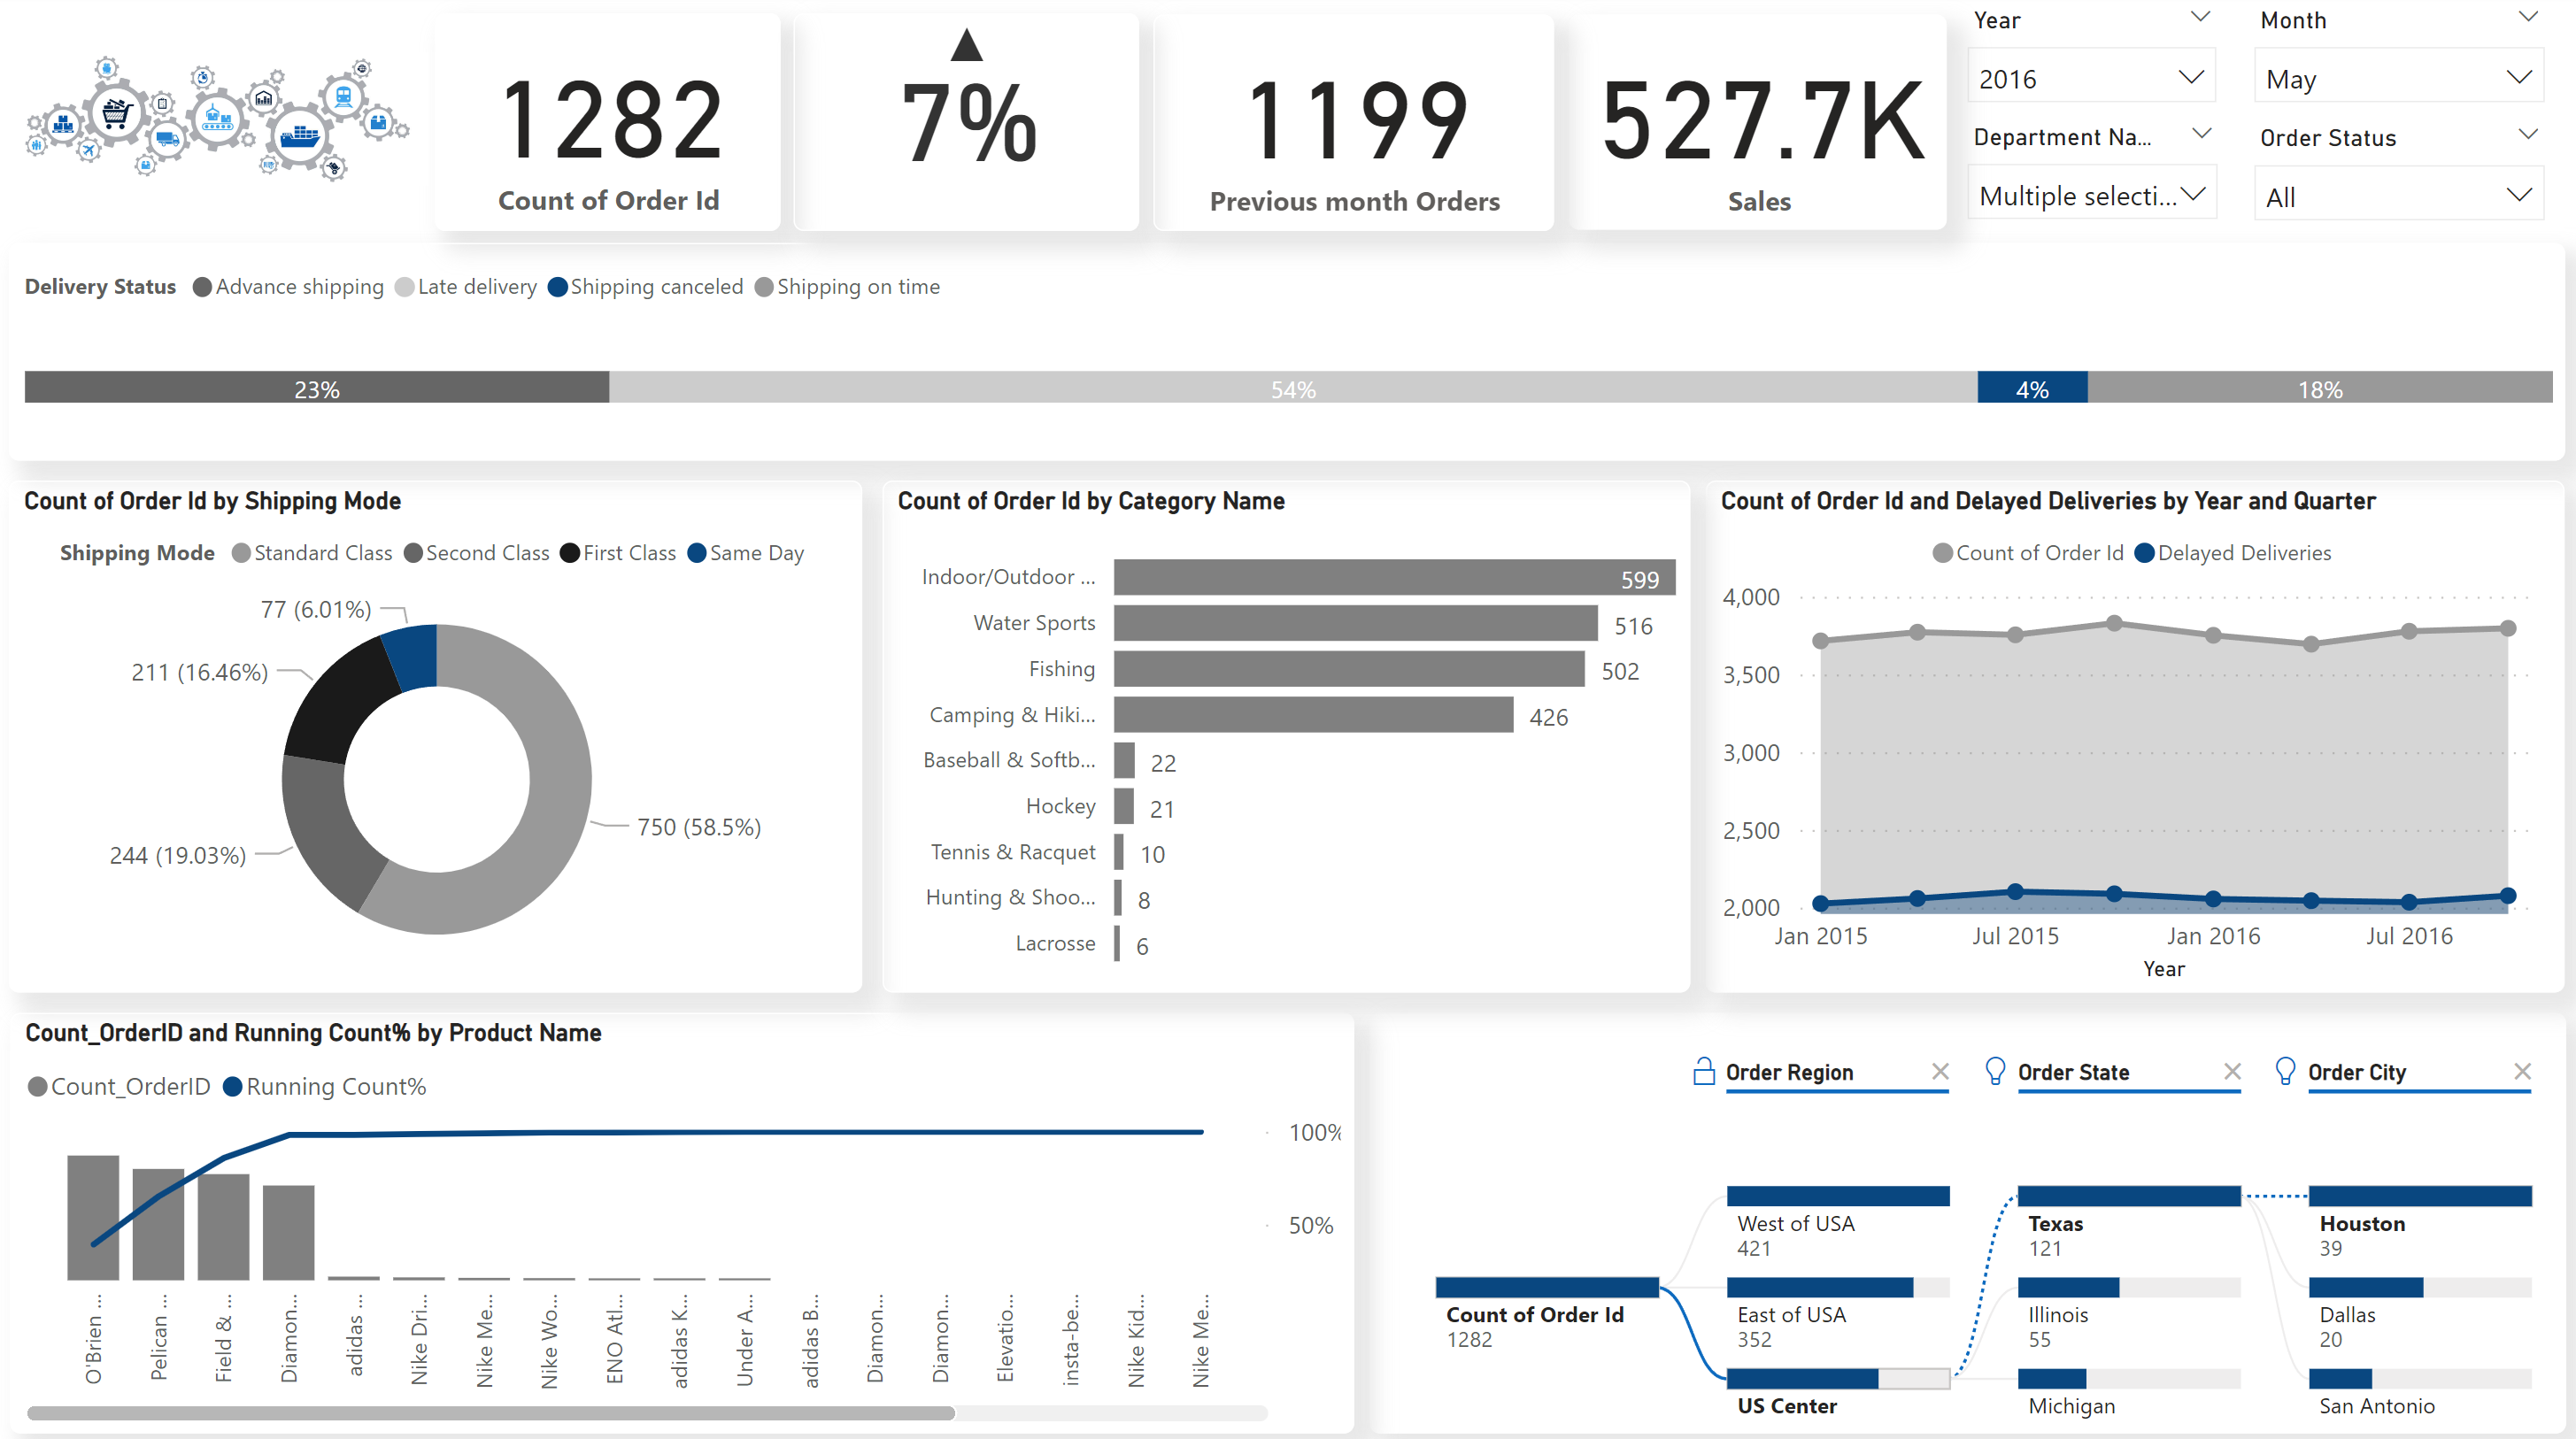 1282
Count of Order Id
7%
1199
Previous month Orders
527.7K
Sales
Year
2016
Month
May
Department Na...
Multiple selecti...
Order Status
All
Delivery Status Advance shipping Late delivery Shipping canceled Shipping on time
23% 54% 4% 18%
Count of Order Id by Shipping Mode
Shipping Mode Standard Class Second Class First Class Same Day
77 (6.01%)
211 (16.46%)
750 (58.5%)
244 (19.03%)
Count of Order Id by Category Name
Indoor/Outdoor ... 599
Water Sports 516
Fishing 502
Camping & Hiki... 426
Baseball & Softb... 22
Hockey 21
Tennis & Racquet 10
Hunting & Shoo... 8
Lacrosse 6
Count of Order Id and Delayed Deliveries by Year and Quarter
Count of Order Id Delayed Deliveries
4,000
3,500
3,000
2,500
2,000
Jan 2015 Jul 2015 Jan 2016 Jul 2016
Year
Count_OrderID and Running Count% by Product Name
Count_OrderID Running Count%
100%
50%
O'Brien ...
Pelican ...
Field & ...
Diamon...
adidas ...
Nike Dri...
Nike Me...
Nike Wo...
ENO Atl...
adidas K...
Under A...
adidas B...
Diamon...
Diamon...
Elevatio...
insta-be...
Nike Kid...
Nike Me...
Order Region Order State Order City
Count of Order Id
1282
West of USA
421
East of USA
352
US Center
Texas
121
Illinois
55
Michigan
Houston
39
Dallas
20
San Antonio